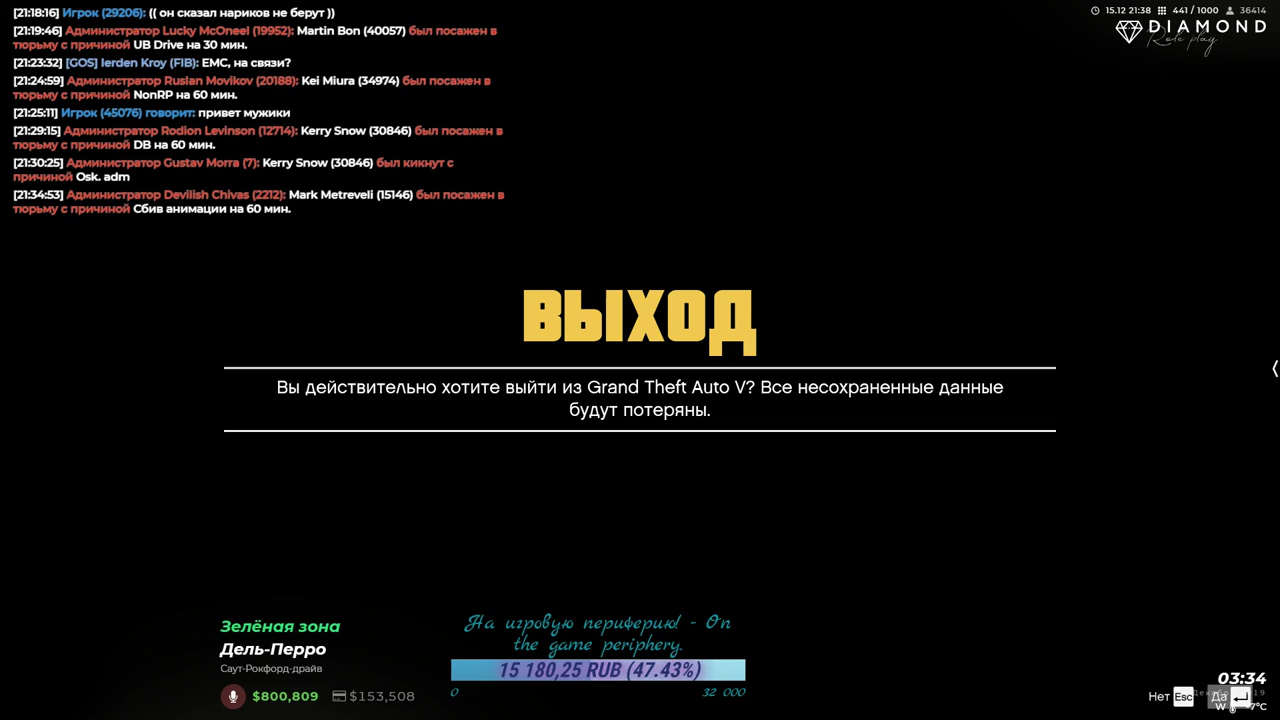 [21:18:16] Игрок (29206): (( он сказал нариков не берут ))
[21:19:46] Администратор Lucky McOneel (19952): Martin Bon (40057) был посажен в
тюрьму с причиной UB Drive на 30 мин.
[21:23:32] [GOS] Ierden Kroy (FIB): EMC, на связи?
[21:24:59] Администратор Ruslan Movikov (20188): Kei Miura (34974) был посажен в
тюрьму с причиной NonRP на 60 мин.
[21:25:11] Игрок (45076) говорит: привет мужики
[21:29:15] Администратор Rodion Levinson (12714): Kerry Snow (30846) был посажен в
тюрьму с причиной DB на 60 мин.
[21:30:25] Администратор Gustav Morra (7): Kerry Snow (30846) был кикнут с
причиной Osk. adm
[21:34:53] Администратор Devilish Chivas (2212): Mark Metreveli (15146) был посажен в
тюрьму с причиной Сбив анимации на 60 мин.
15.12 21:38 441 / 1000 36414
DIAMOND
Role play
ВЫХОД
Вы действительно хотите выйти из Grand Theft Auto V? Все несохраненные данные
будут потеряны.
Зелёная зона
Дель-Перро
Саут-Рокфорд-драйв
$800,809 $153,508
На игровую периферию! - On
the game periphery.
15 180,25 RUB (47.43%)
0 32 000
03:34
Нет Esc Да
W 7°C